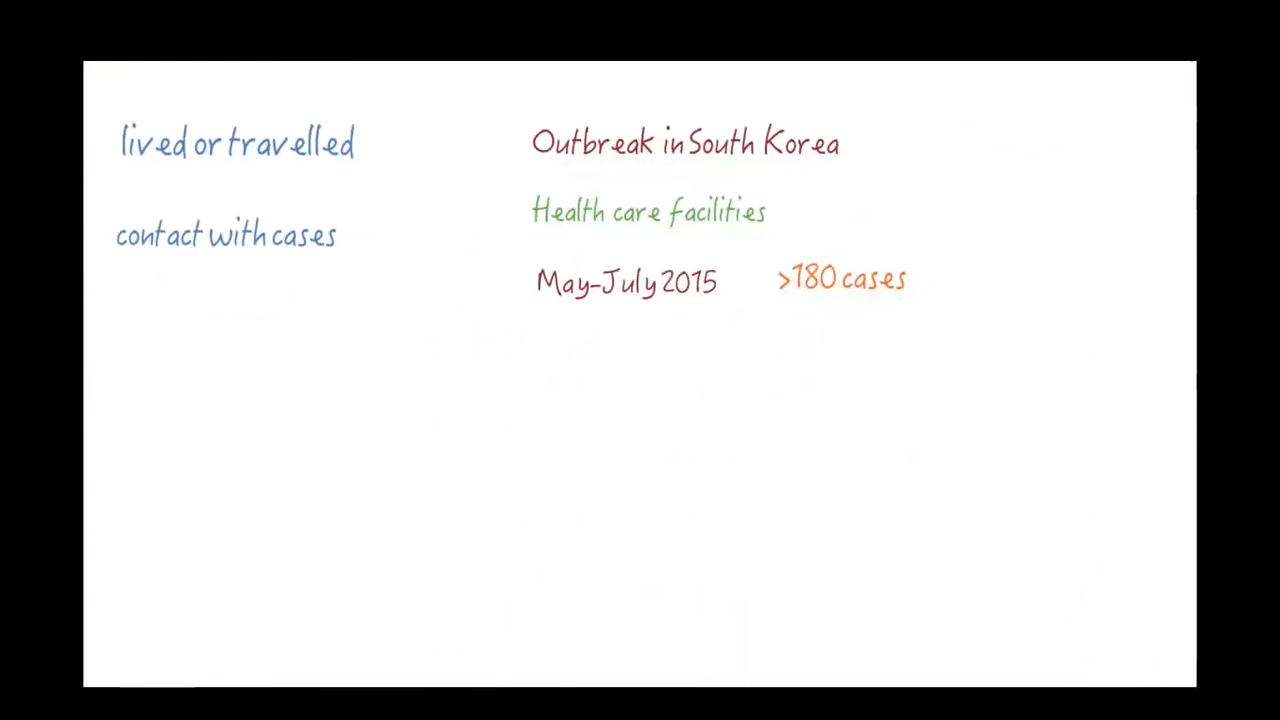 lived or travelled
contact with cases
Outbreak in South Korea
Health care facilities
May-July 2015
>180 cases